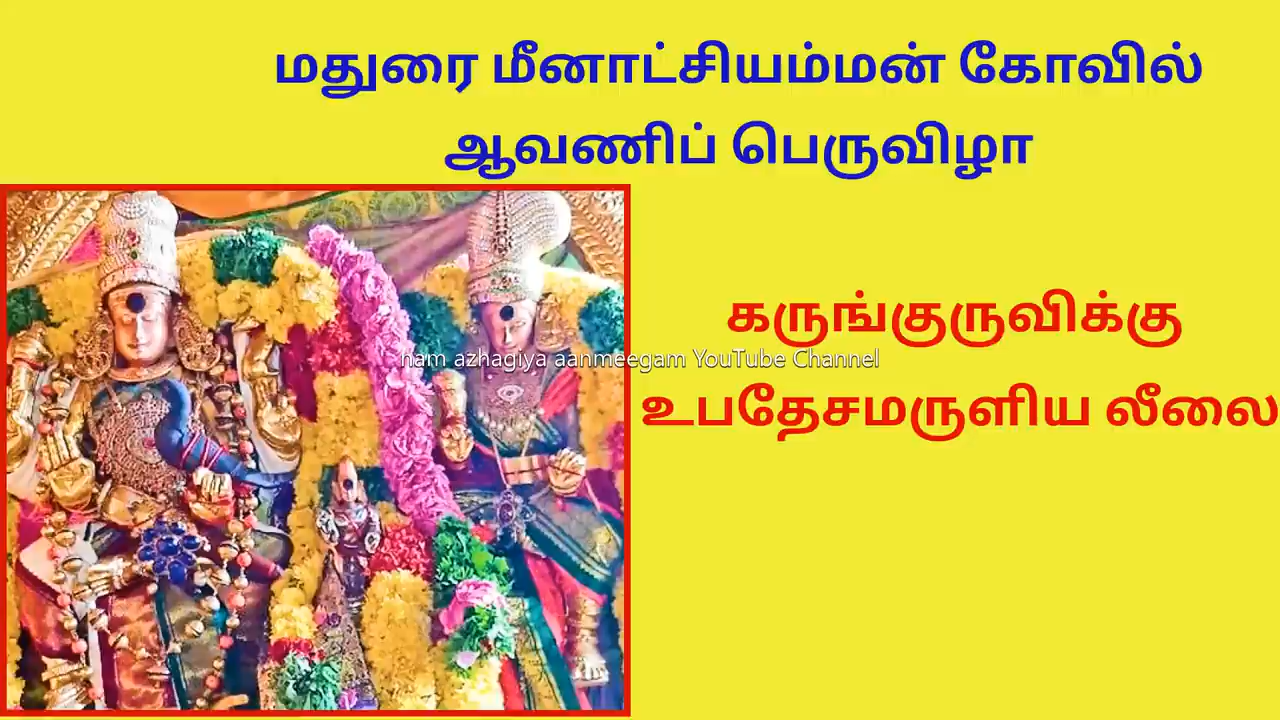 மதுரை மீனாட்சியம்மன் கோவில்
ஆவணிப் பெருவிழா
கருங்குருவிக்கு
nam azhagiya aanmeegam YouTube Channel
உபதேசமருளிய லீலை